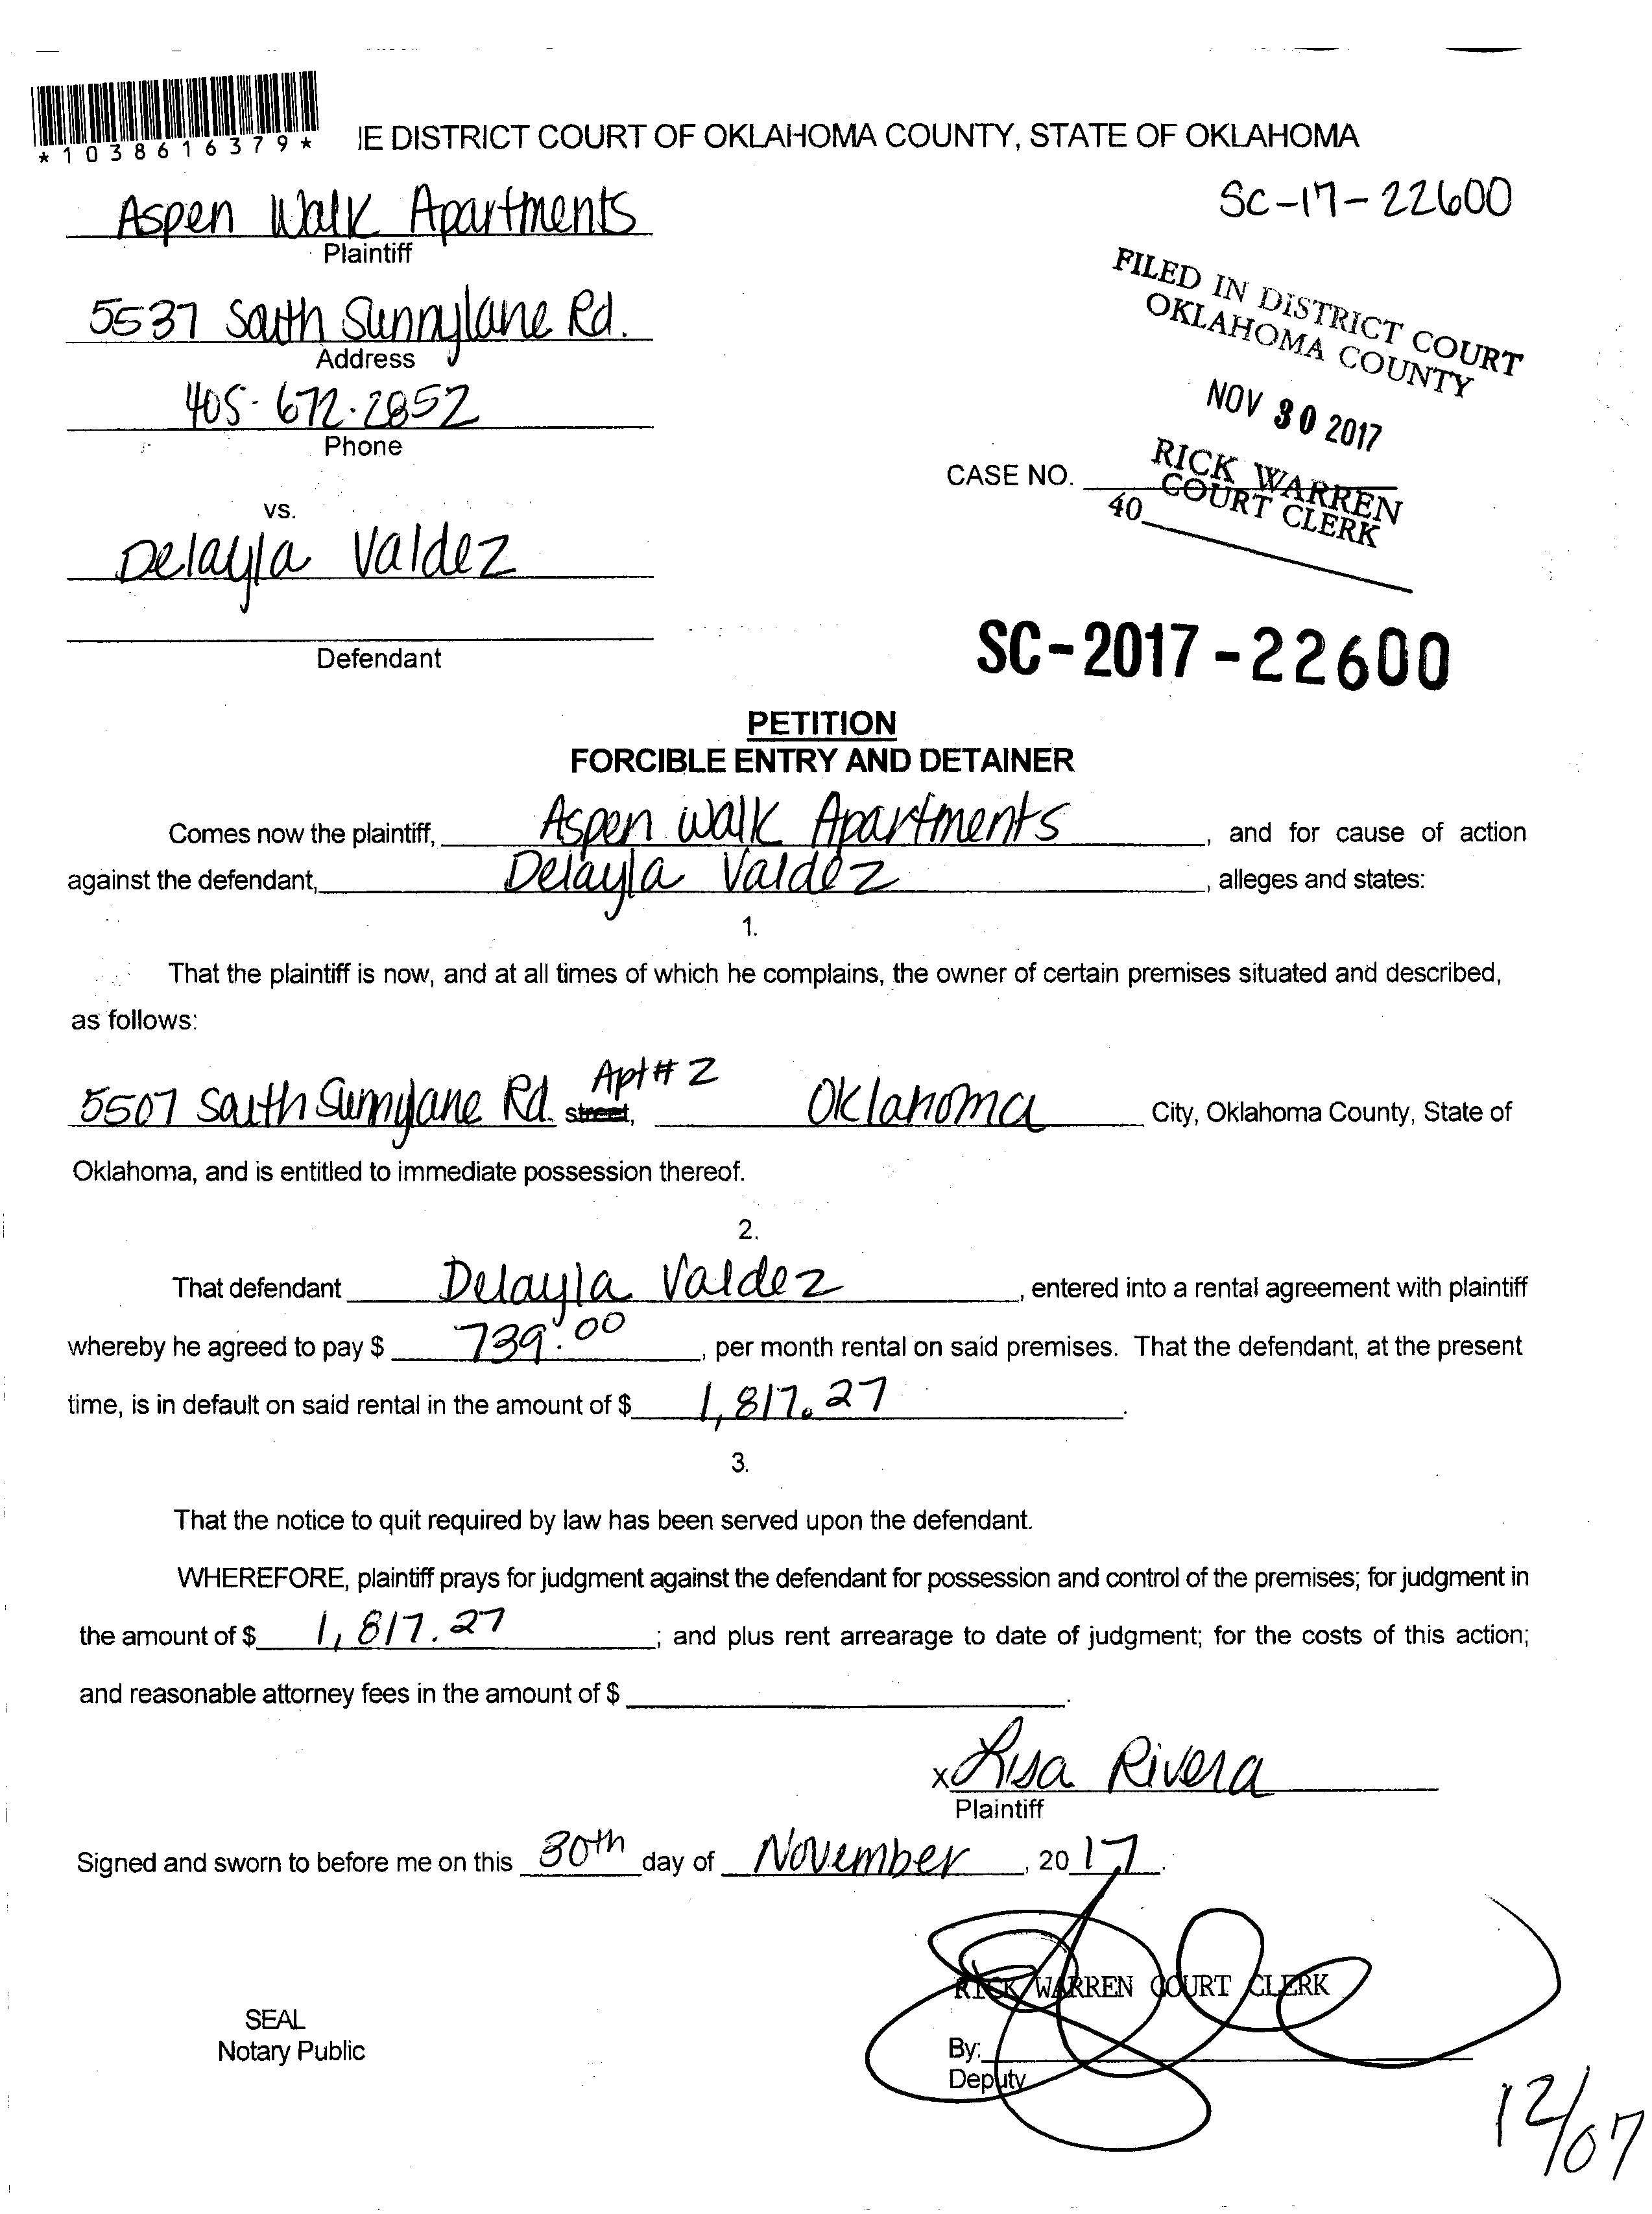 *1038616379*
IE DISTRICT COURT OF OKLAHOMA COUNTY, STATE OF OKLAHOMA
Aspen Walk Apartments
Plaintiff
SC-17-22600
5537 South Sunnylane Rd.
Address
FILED IN DISTRICT COURT
OKLAHOMA COUNTY
405-672-2852
Phone
NOV 30 2017
CASE NO.
RICK WARREN
COURT CLERK
40
vs.
Delayla Valdez
Defendant
SC-2017-22600
PETITION
FORCIBLE ENTRY AND DETAINER
Comes now the plaintiff, Aspen Walk Apartments, and for cause of action
against the defendant, Delayla Valdez, alleges and states:
1.
That the plaintiff is now, and at all times of which he complains, the owner of certain premises situated and described,
as follows:
5507 South Sunnylane Rd. street, Apt# 2 Oklahoma City, Oklahoma County, State of
Oklahoma, and is entitled to immediate possession thereof.
2.
That defendant Delayla Valdez, entered into a rental agreement with plaintiff
whereby he agreed to pay $ 739.00, per month rental on said premises. That the defendant, at the present
time, is in default on said rental in the amount of $ 1,817.27.
3.
That the notice to quit required by law has been served upon the defendant.
WHEREFORE, plaintiff prays for judgment against the defendant for possession and control of the premises; for judgment in
the amount of $ 1,817.27; and plus rent arrearage to date of judgment; for the costs of this action;
and reasonable attorney fees in the amount of $ .
x Lisa Rivera
Plaintiff
Signed and sworn to before me on this 30th day of November, 2017.
RICK WARREN COURT CLERK
SEAL
Notary Public
By:
Deputy
12/07